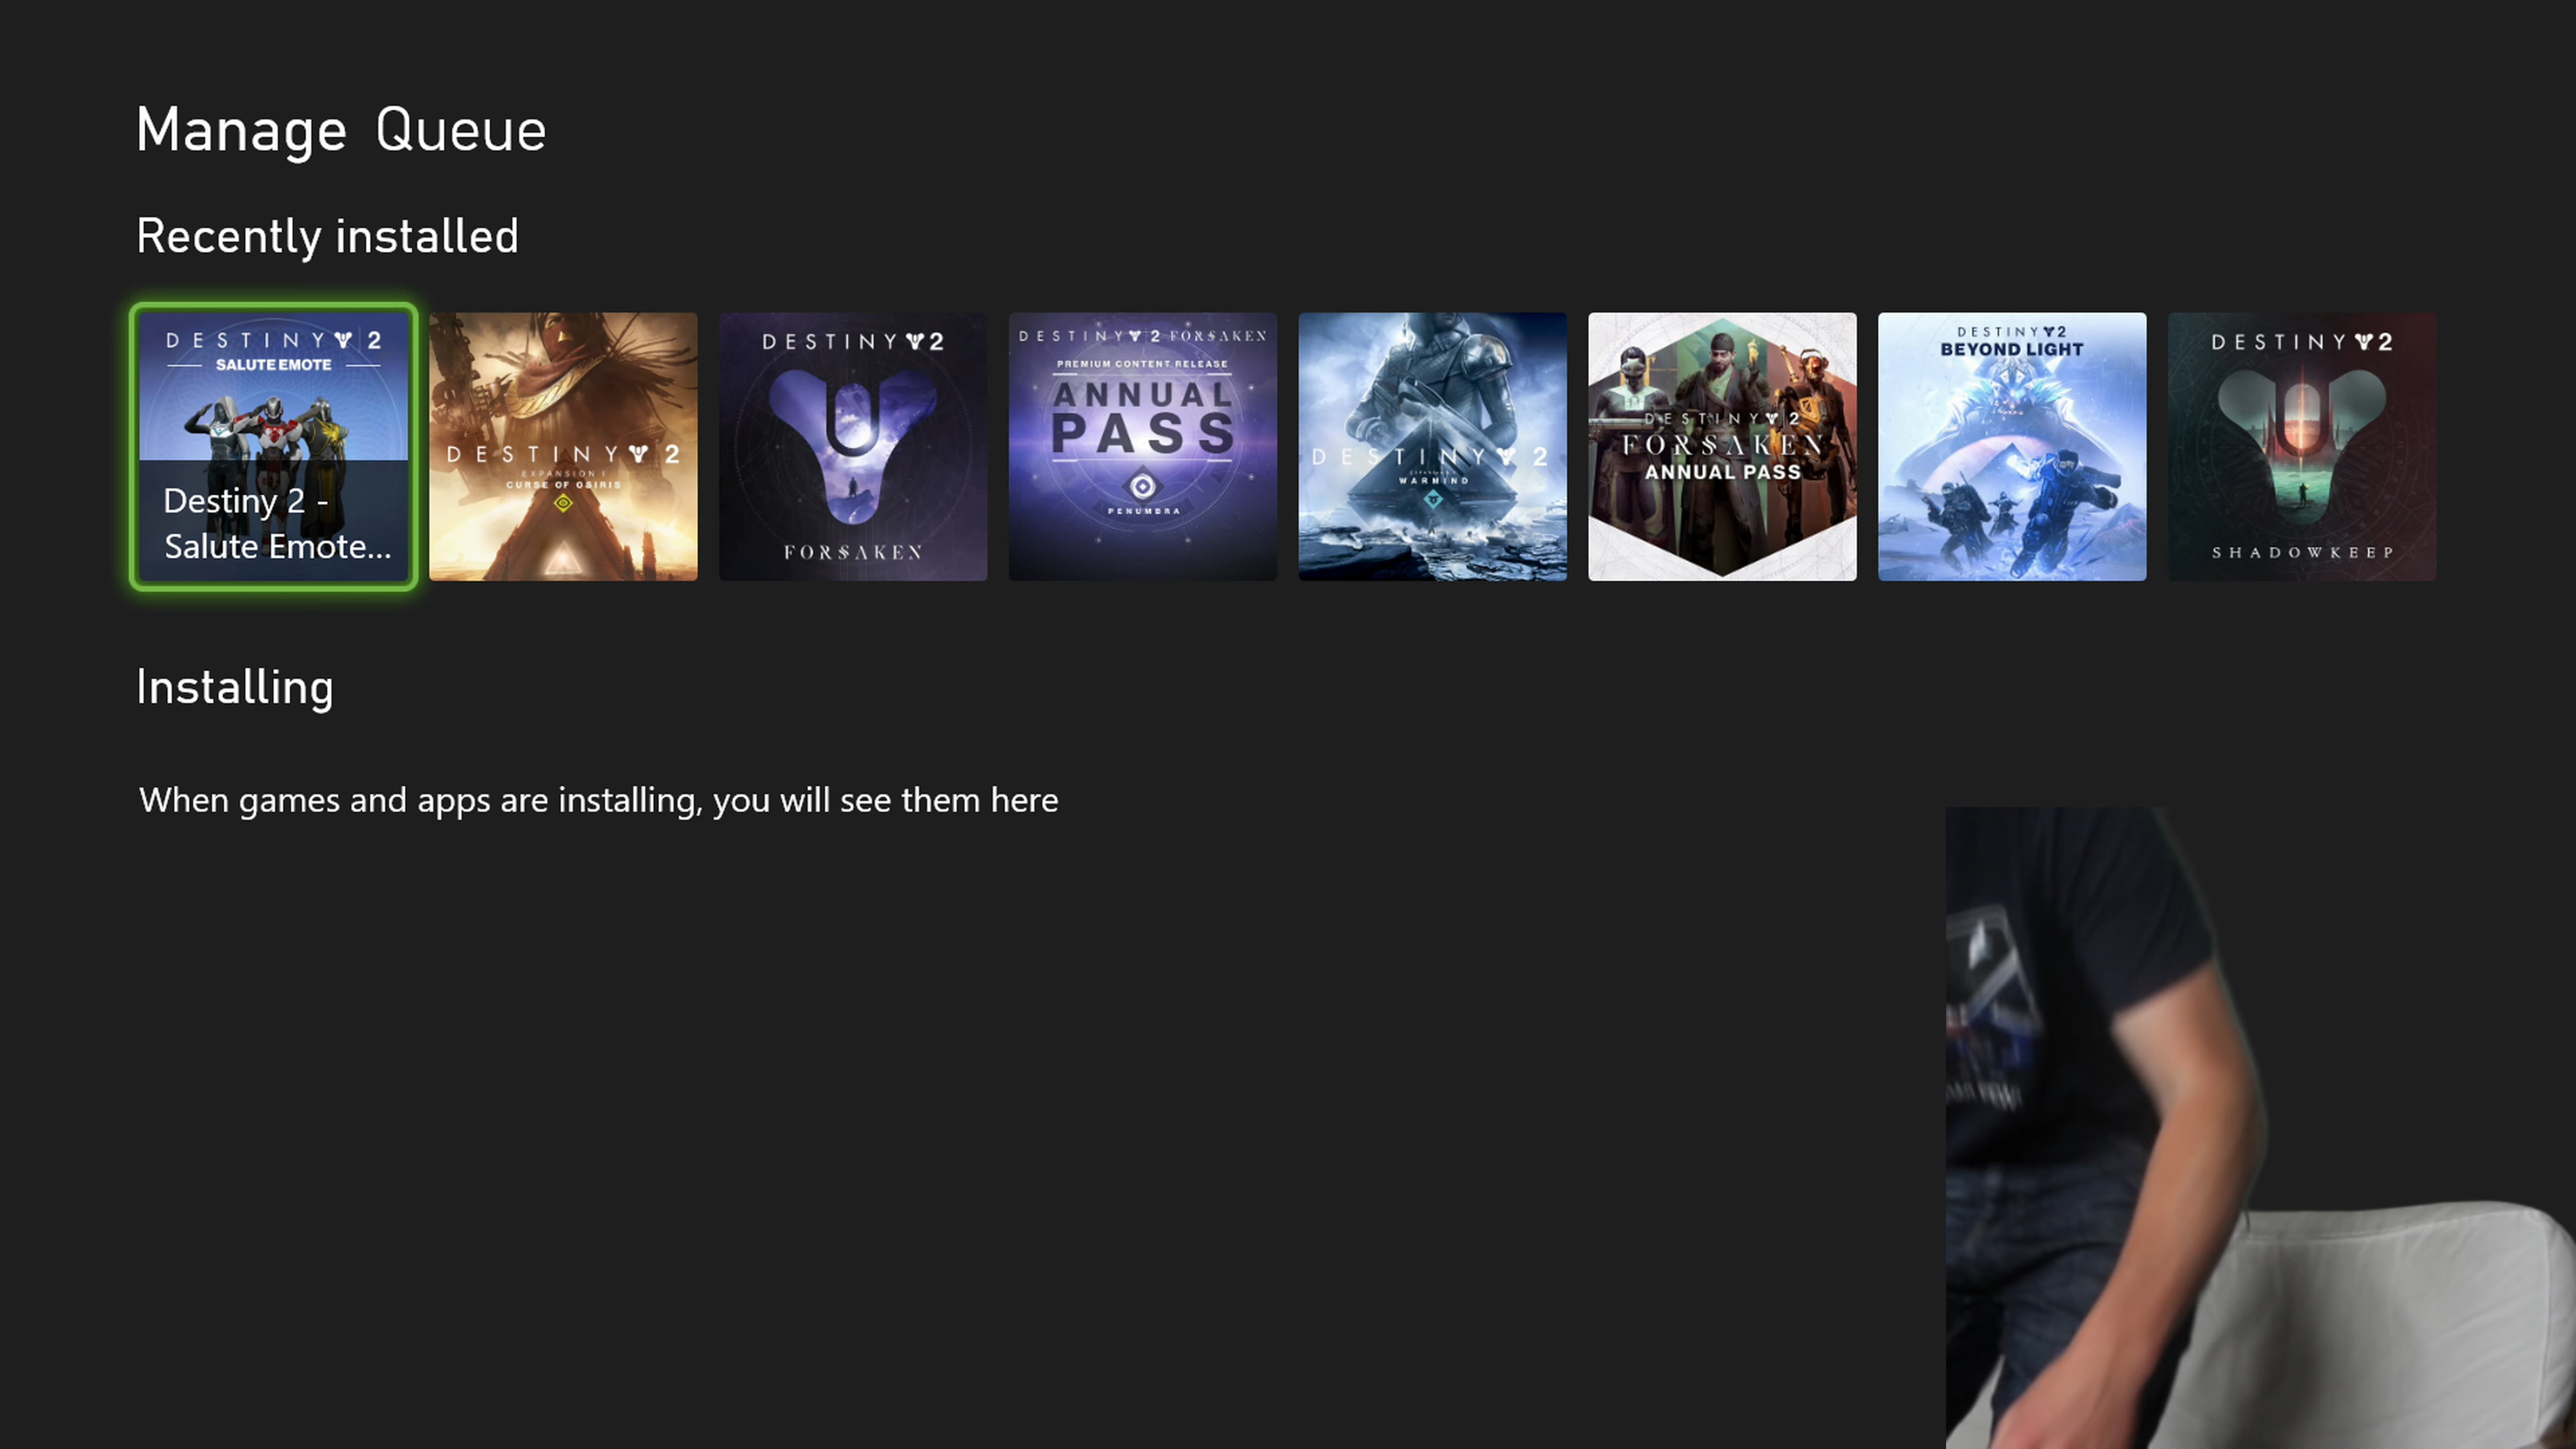 Manage Queue
Recently installed
DESTINY 2
SALUTE EMOTE
Destiny 2 -
Salute Emote...
DESTINY 2
EXPANSION I
CURSE OF OSIRIS
DESTINY 2
FORSAKEN
DESTINY 2 FORSAKEN
PREMIUM CONTENT RELEASE
ANNUAL
PASS
PENUMBRA
DESTINY 2
WARMIND
DESTINY 2
FORSAKEN
ANNUAL PASS
DESTINY 2
BEYOND LIGHT
DESTINY 2
SHADOWKEEP
Installing
When games and apps are installing, you will see them here